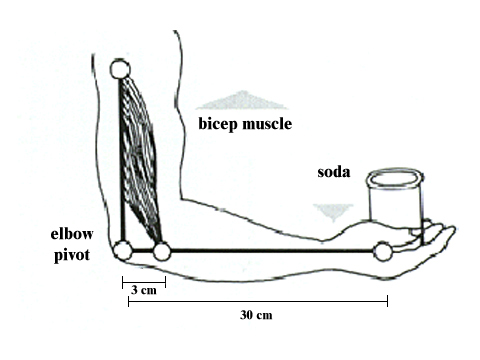 bicep muscle
soda
elbow
pivot
3 cm
30 cm